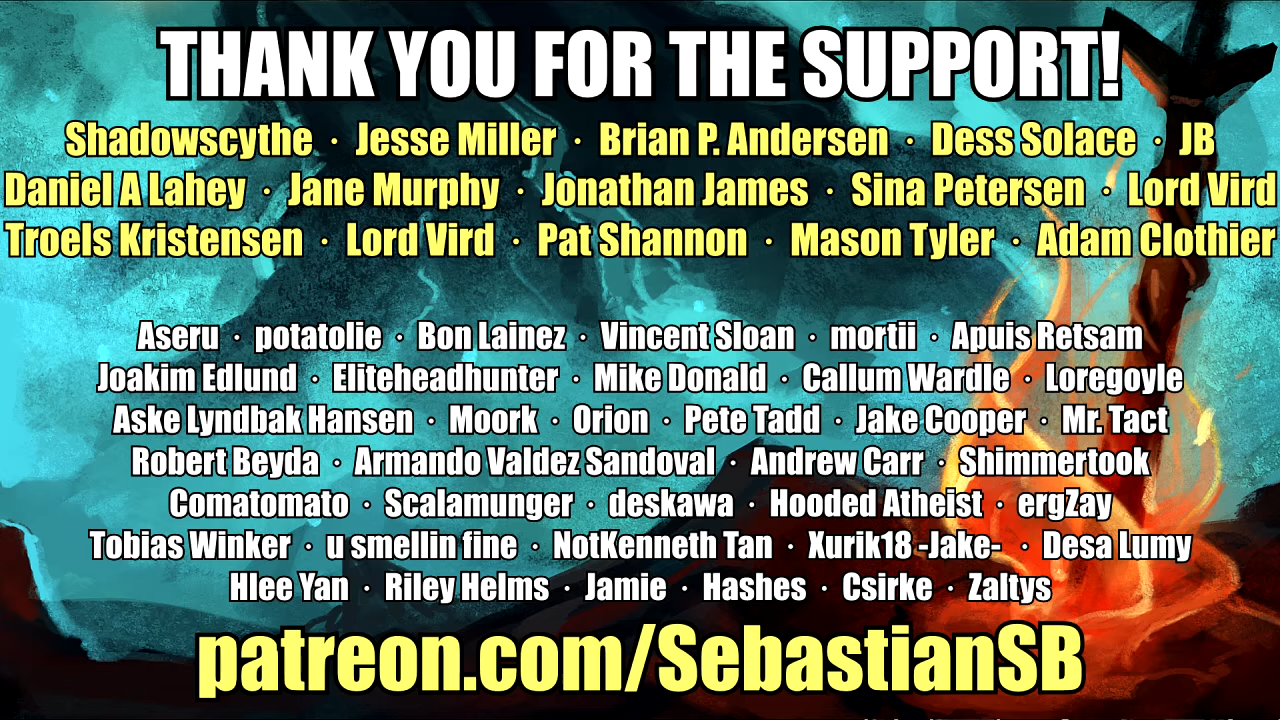 THANK YOU FOR THE SUPPORT!
Shadowscythe · Jesse Miller · Brian P. Andersen · Dess Solace · JB
Daniel A Lahey · Jane Murphy · Jonathan James · Sina Petersen · Lord Vird
Troels Kristensen · Lord Vird · Pat Shannon · Mason Tyler · Adam Clothier
Aseru · potatolie · Bon Lainez · Vincent Sloan · mortii · Apuis Retsam
Joakim Edlund · Eliteheadhunter · Mike Donald · Callum Wardle · Loregoyle
Aske Lyndbak Hansen · Moork · Orion · Pete Tadd · Jake Cooper · Mr. Tact
Robert Beyda · Armando Valdez Sandoval · Andrew Carr · Shimmertook
Comatomato · Scalamunger · deskawa · Hooded Atheist · ergZay
Tobias Winker · u smellin fine · NotKenneth Tan · Xurik18 -Jake- · Desa Lumy
Hlee Yan · Riley Helms · Jamie · Hashes · Csirke · Zaltys
patreon.com/SebastianSB